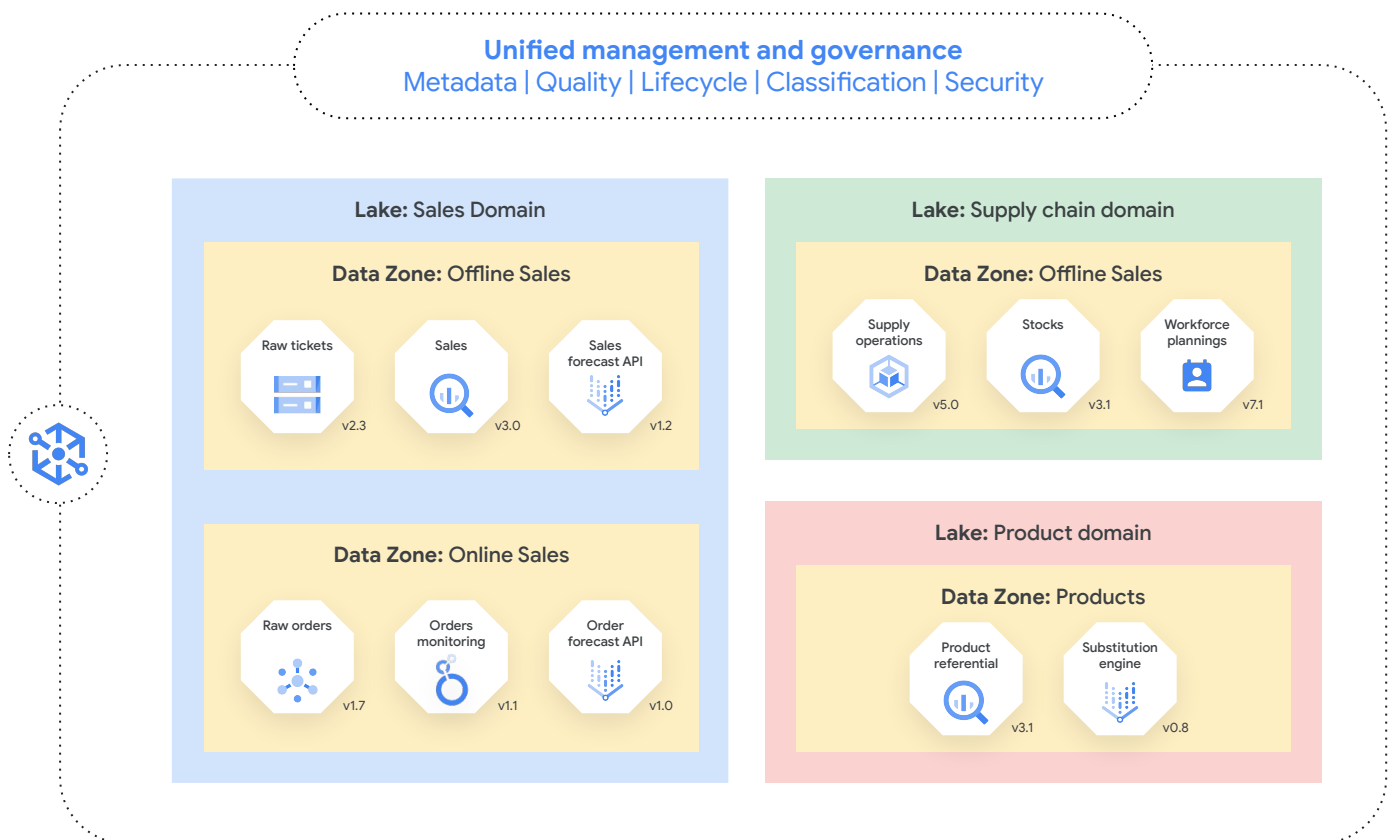 Unified management and governance
Metadata | Quality | Lifecycle | Classification | Security
Lake: Sales Domain
Data Zone: Offline Sales
Raw tickets
v2.3
Sales
v3.0
Sales
forecast API
v1.2
Data Zone: Online Sales
Raw orders
v1.7
Orders
monitoring
v1.1
Order
forecast API
v1.0
Lake: Supply chain domain
Data Zone: Offline Sales
Supply
operations
v5.0
Stocks
v3.1
Workforce
plannings
v7.1
Lake: Product domain
Data Zone: Products
Product
referential
v3.1
Substitution
engine
v0.8